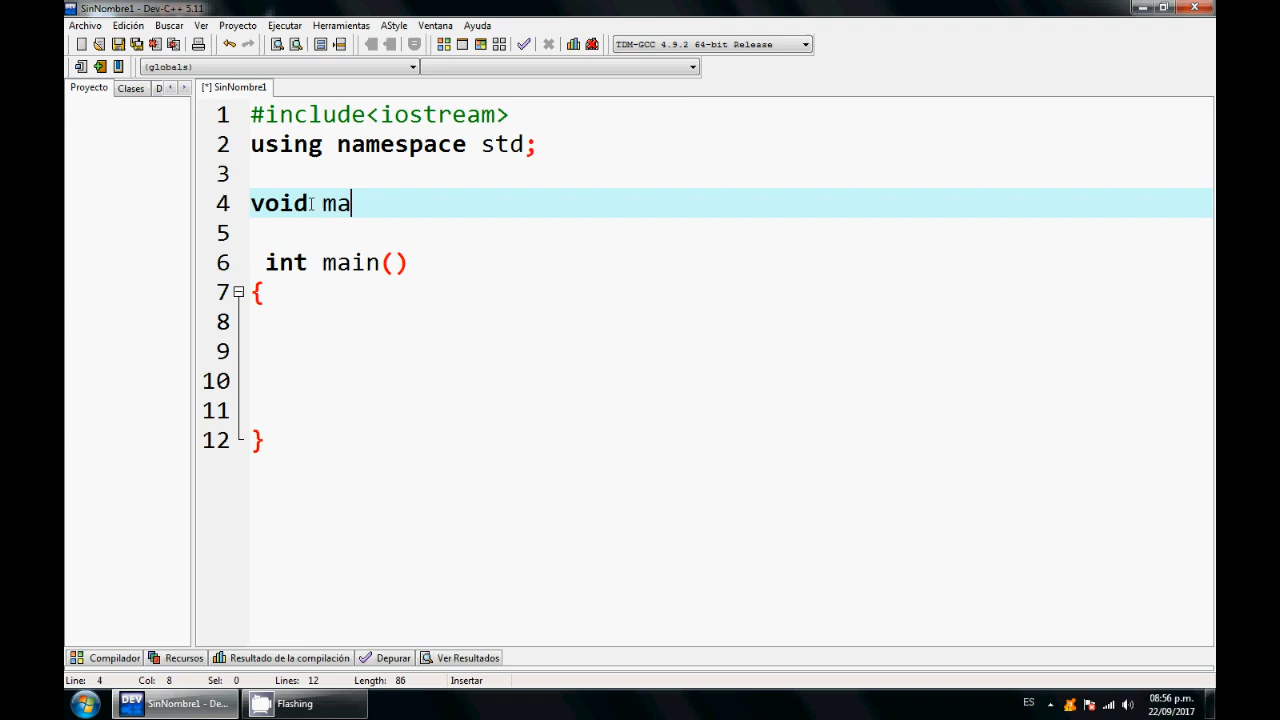 SinNombre1 - Dev-C++ 5.11
Archivo Edición Buscar Ver Proyecto Ejecutar Herramientas AStyle Ventana Ayuda
TDM-GCC 4.9.2 64-bit Release
(globals)
Proyecto Clases D
[*] SinNombre1
1 #include<iostream>
2 using namespace std;
3
4 void ma
5
6 int main()
7 {
8
9
10
11
12 }
Compilador Recursos Resultado de la compilación Depurar Ver Resultados
Line: 4 Col: 8 Sel: 0 Lines: 12 Length: 86 Insertar
DEV SinNombre1 - De... Flashing ES 08:56 p.m.
22/09/2017